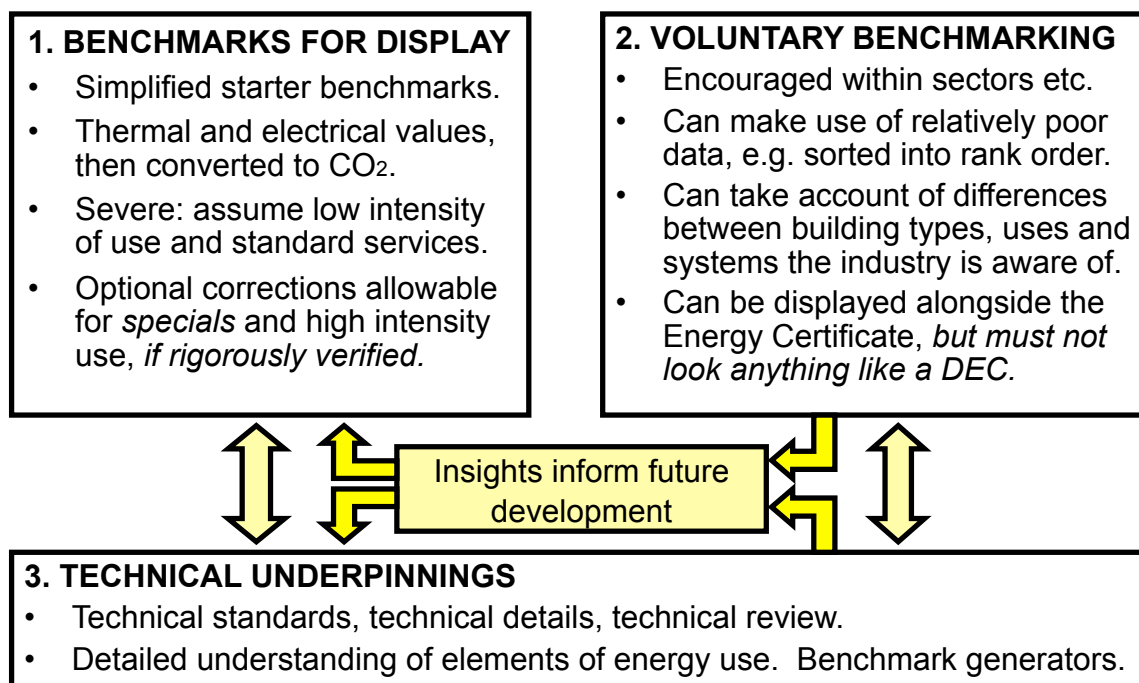 1. BENCHMARKS FOR DISPLAY
• Simplified starter benchmarks.
• Thermal and electrical values,
then converted to CO2.
• Severe: assume low intensity
of use and standard services.
• Optional corrections allowable
for specials and high intensity
use, if rigorously verified.
2. VOLUNTARY BENCHMARKING
• Encouraged within sectors etc.
• Can make use of relatively poor
data, e.g. sorted into rank order.
• Can take account of differences
between building types, uses and
systems the industry is aware of.
• Can be displayed alongside the
Energy Certificate, but must not
look anything like a DEC.
Insights inform future
development
3. TECHNICAL UNDERPINNINGS
• Technical standards, technical details, technical review.
• Detailed understanding of elements of energy use. Benchmark generators.